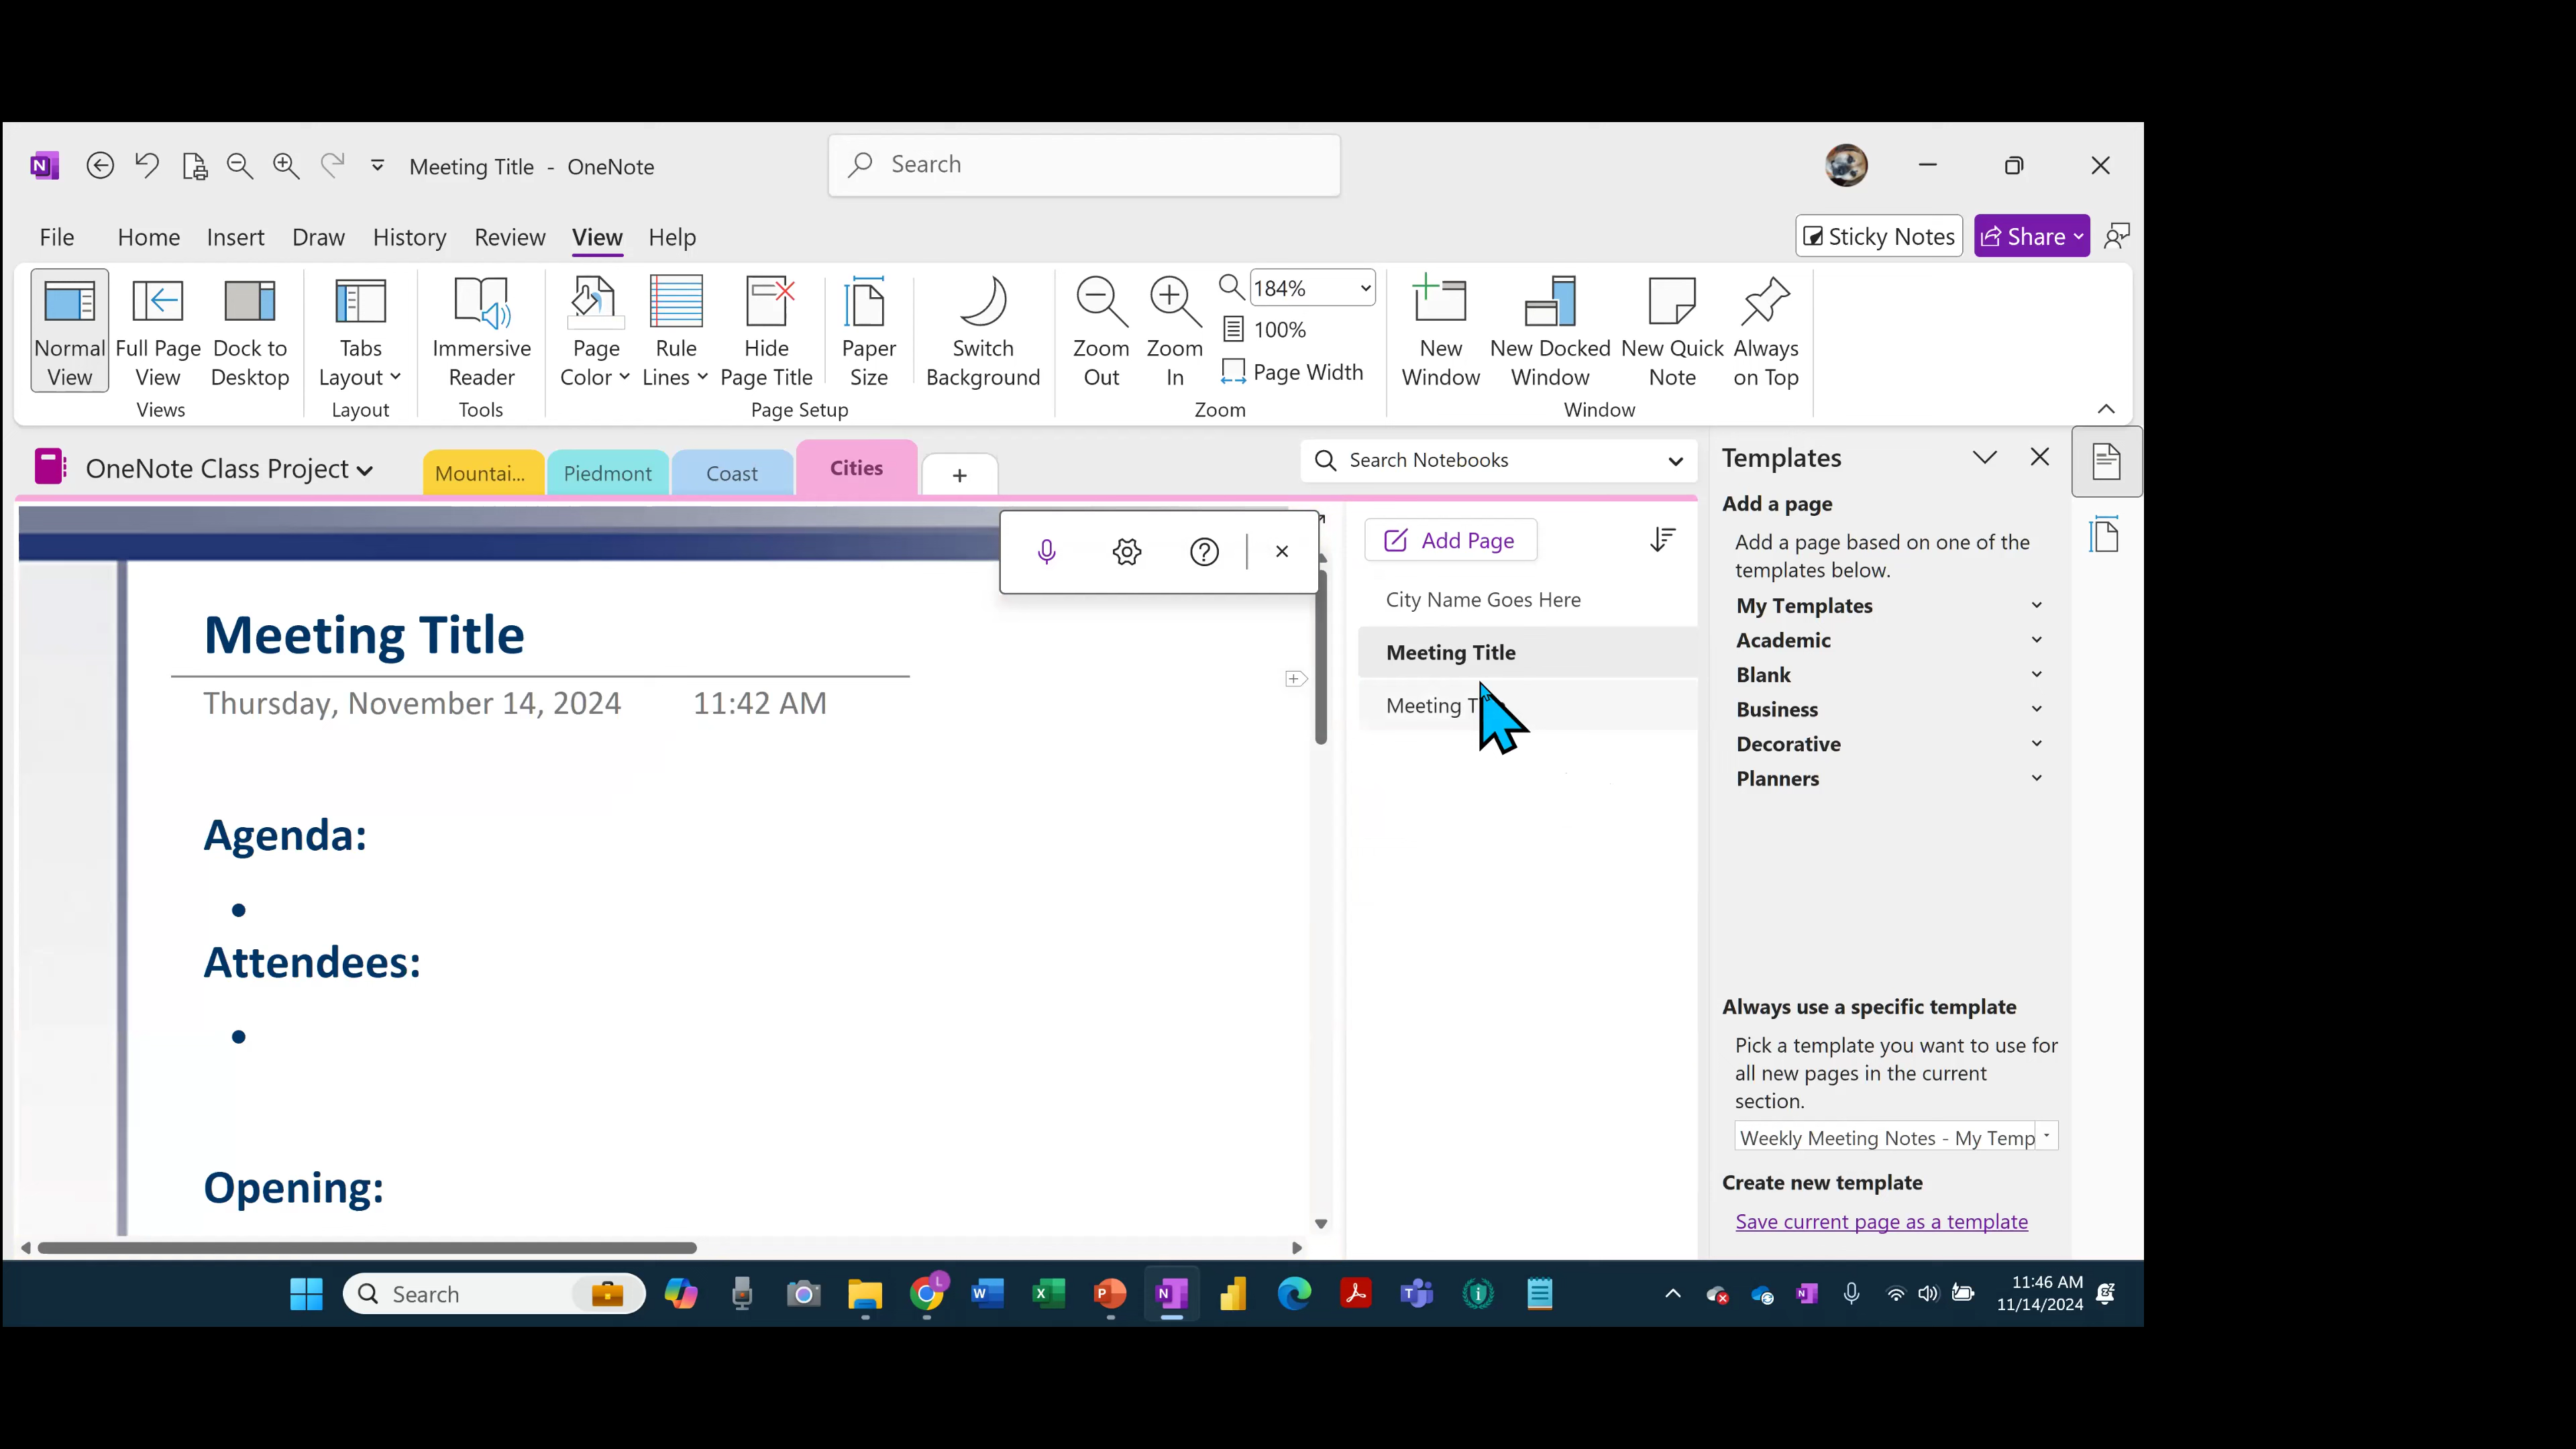 Meeting Title - OneNote
Search
File Home Insert Draw History Review View Help
Sticky Notes
Share
Normal View
Full Page View
Dock to Desktop
Views
Tabs Layout
Layout
Immersive Reader
Tools
Page Color
Rule Lines
Hide Page Title
Paper Size
Switch Background
Page Setup
Zoom Out
Zoom In
184%
100%
Page Width
Zoom
New Window
New Docked Window
New Quick Note
Always on Top
Window
OneNote Class Project
Mountai...
Piedmont
Coast
Cities
+
Search Notebooks
Meeting Title
Thursday, November 14, 2024 11:42 AM
Agenda:
•
Attendees:
•
Opening:
Add Page
City Name Goes Here
Meeting Title
Meeting
Templates
Add a page
Add a page based on one of the
templates below.
My Templates
Academic
Blank
Business
Decorative
Planners
Always use a specific template
Pick a template you want to use for
all new pages in the current
section.
Weekly Meeting Notes - My Temp
Create new template
Save current page as a template
Search
11:46 AM
11/14/2024